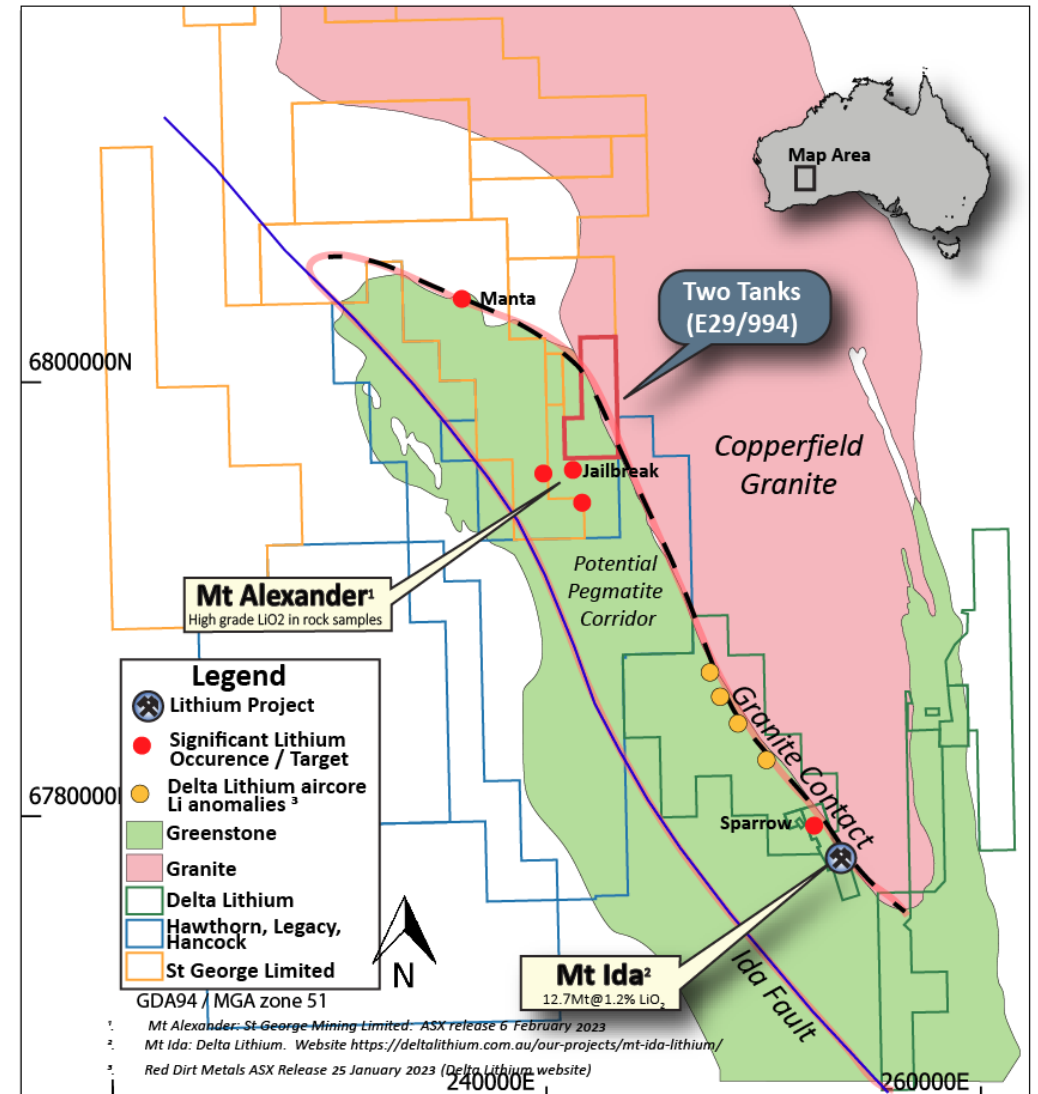 Map Area
Two Tanks
(E29/994)
Manta
6800000N
Copperfield
Granite
Jailbreak
Potential
Pegmatite
Corridor
Mt Alexander¹
High grade LiO2 in rock samples
Granite Contact
Sparrow
6780000N
Legend
Lithium Project
Significant Lithium
Occurence / Target
Delta Lithium aircore
Li anomalies ³
Greenstone
Granite
Delta Lithium
Hawthorn, Legacy,
Hancock
St George Limited
N
Mt Ida²
12.7Mt@1.2% LiO₂
Ida Fault
GDA94 / MGA zone 51
¹. Mt Alexander: St George Mining Limited: ASX release 6 February 2023
². Mt Ida: Delta Lithium. Website https://deltalithium.com.au/our-projects/mt-ida-lithium/
³. Red Dirt Metals ASX Release 25 January 2023 (Delta Lithium website)
240000E
260000E